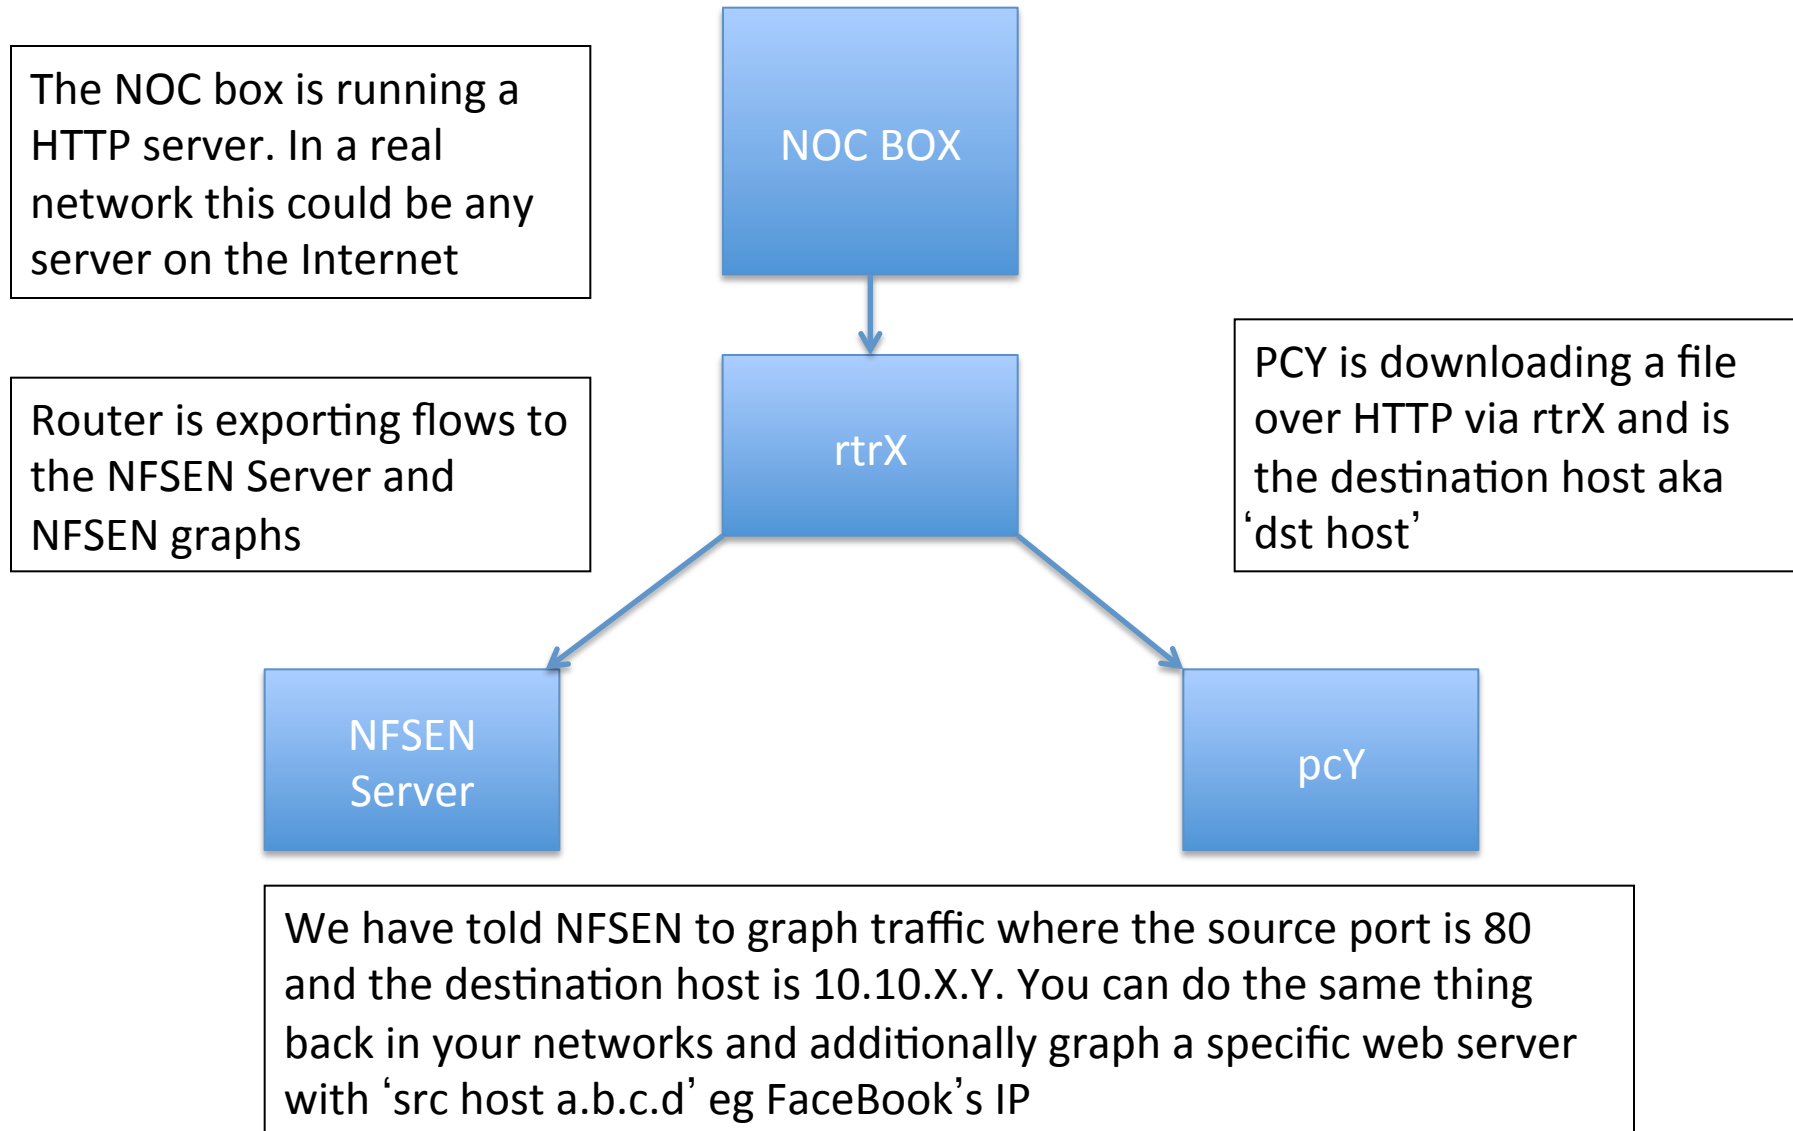 The NOC box is running a
HTTP server. In a real
network this could be any
server on the Internet
NOC BOX
Router is exporting flows to
the NFSEN Server and
NFSEN graphs
rtrX
PCY is downloading a file
over HTTP via rtrX and is
the destination host aka
‘dst host’
NFSEN
Server
pcY
We have told NFSEN to graph traffic where the source port is 80
and the destination host is 10.10.X.Y. You can do the same thing
back in your networks and additionally graph a specific web server
with ‘src host a.b.c.d’ eg FaceBook’s IP